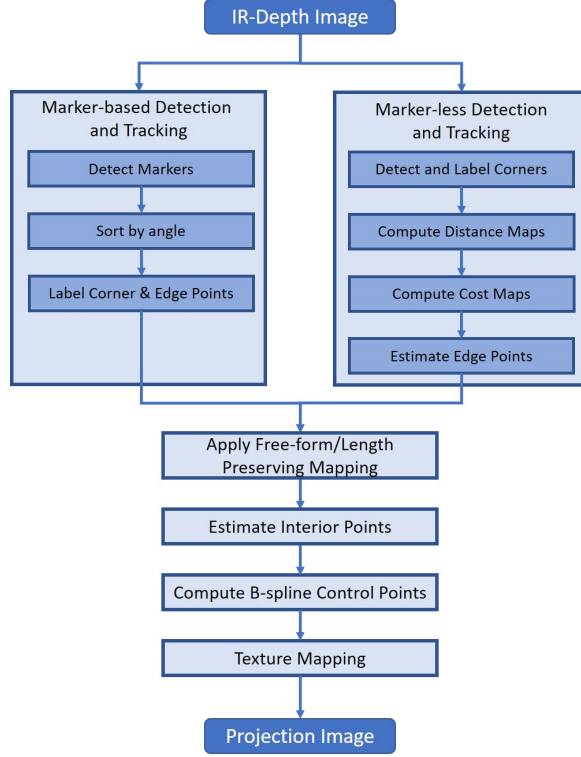 IR-Depth Image
Marker-based Detection
and Tracking
Detect Markers
Sort by angle
Label Corner & Edge Points
Marker-less Detection
and Tracking
Detect and Label Corners
Compute Distance Maps
Compute Cost Maps
Estimate Edge Points
Apply Free-form/Length
Preserving Mapping
Estimate Interior Points
Compute B-spline Control Points
Texture Mapping
Projection Image